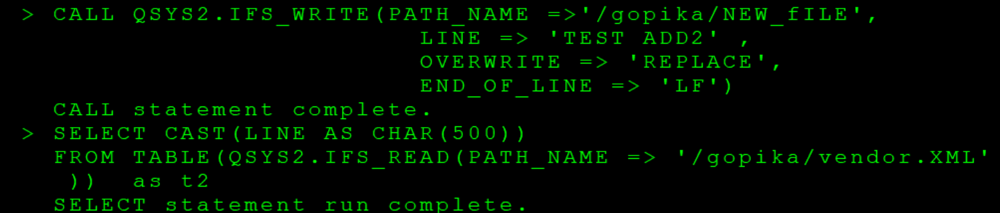 > CALL QSYS2.IFS_WRITE(PATH_NAME =>'/gopika/NEW_fILE',
LINE => 'TEST ADD2' ,
OVERWRITE => 'REPLACE',
END_OF_LINE => 'LF')
CALL statement complete.
> SELECT CAST(LINE AS CHAR(500))
FROM TABLE(QSYS2.IFS_READ(PATH_NAME => '/gopika/vendor.XML'
)) as t2
SELECT statement run complete.